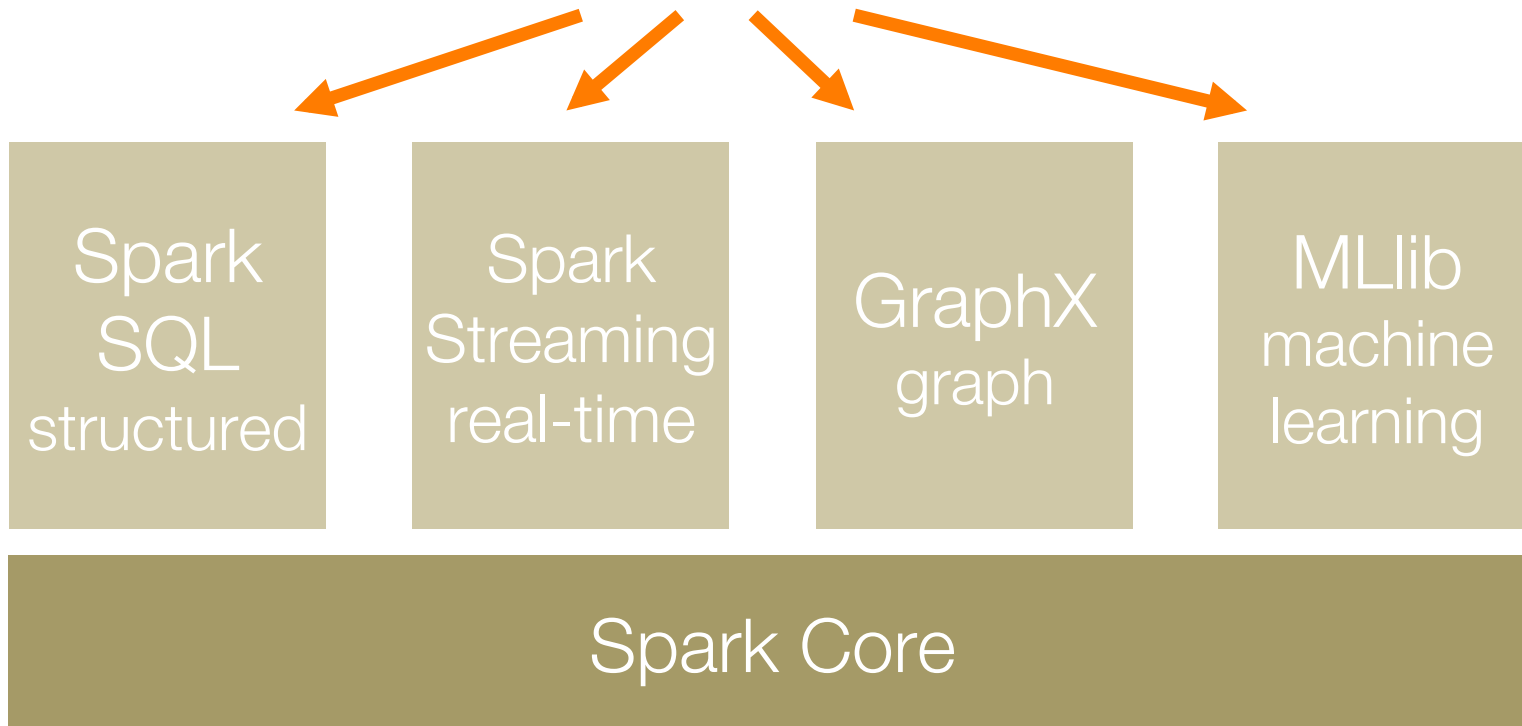 Spark
SQL
structured
Spark
Streaming
real-time
GraphX
graph
MLlib
machine
learning
Spark Core